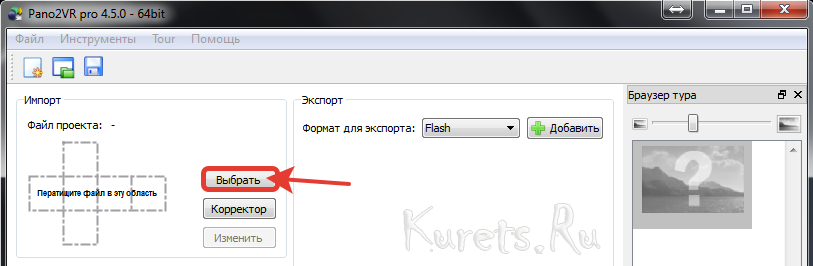 Pano2VR pro 4.5.0 - 64bit
Файл Инструменты Tour Помощь
Импорт
Файл проекта: -
Ператищите файл в эту область
Выбрать
Корректор
Изменить
Экспорт
Формат для экспорта: Flash Добавить
Kurets.Ru
Браузер тура
?